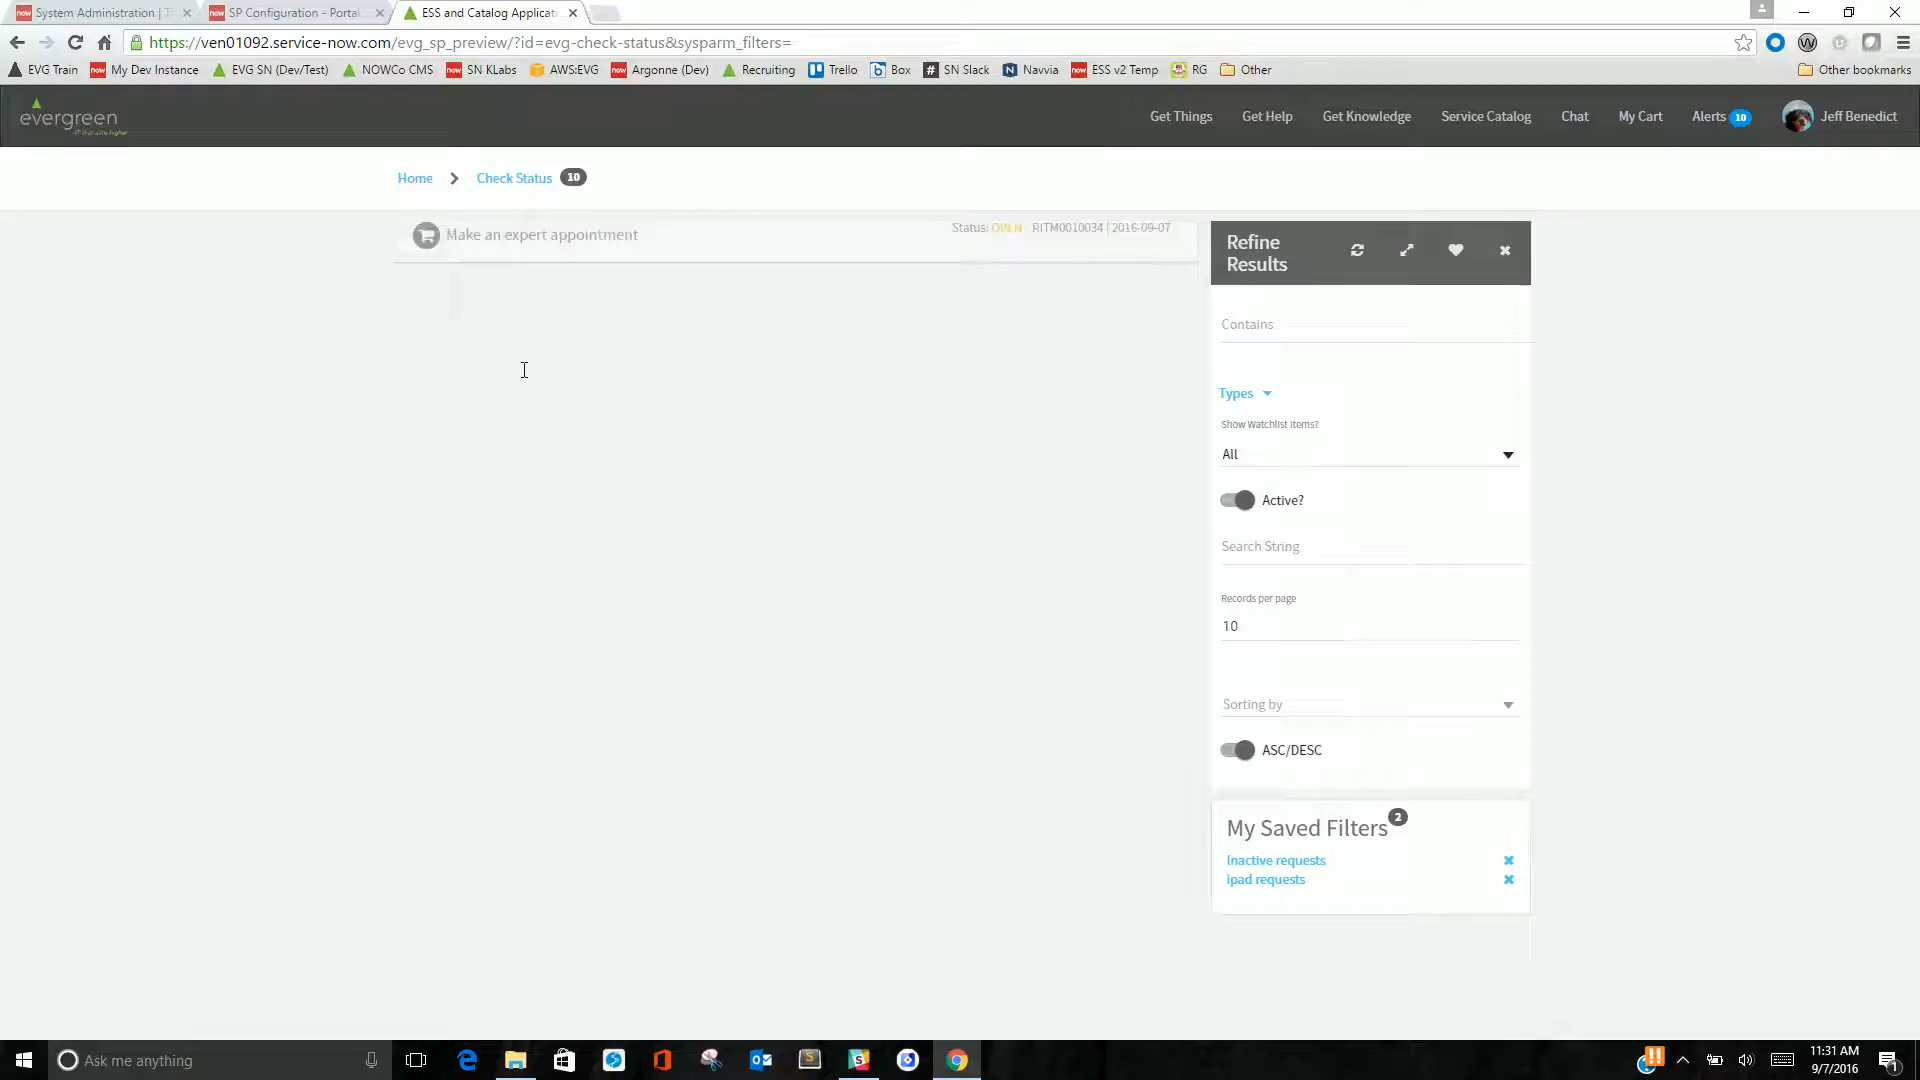 System Administration | T
SP Configuration - Portal
ESS and Catalog Applicati
https://ven01092.service-now.com/evg_sp_preview/?id=evg-check-status&sysparm_filters=
EVG Train
now My Dev Instance
EVG SN (Dev/Test)
NOWCo CMS
now SN KLabs
AWS:EVG
now Argonne (Dev)
Recruiting
Trello
Box
SN Slack
Navvia
now ESS v2 Temp
RG
Other
Other bookmarks
evergreen
Get Things
Get Help
Get Knowledge
Service Catalog
Chat
My Cart
Alerts 10
Jeff Benedict
Home
Check Status 10
Make an expert appointment
Status: OPEN RITM0010034 | 2016-09-07
Refine
Results
Contains
Types
Show Watchlist Items?
All
Active?
Search String
Records per page
10
Sorting by
ASC/DESC
My Saved Filters 2
Inactive requests
ipad requests
Ask me anything
11:31 AM
9/7/2016